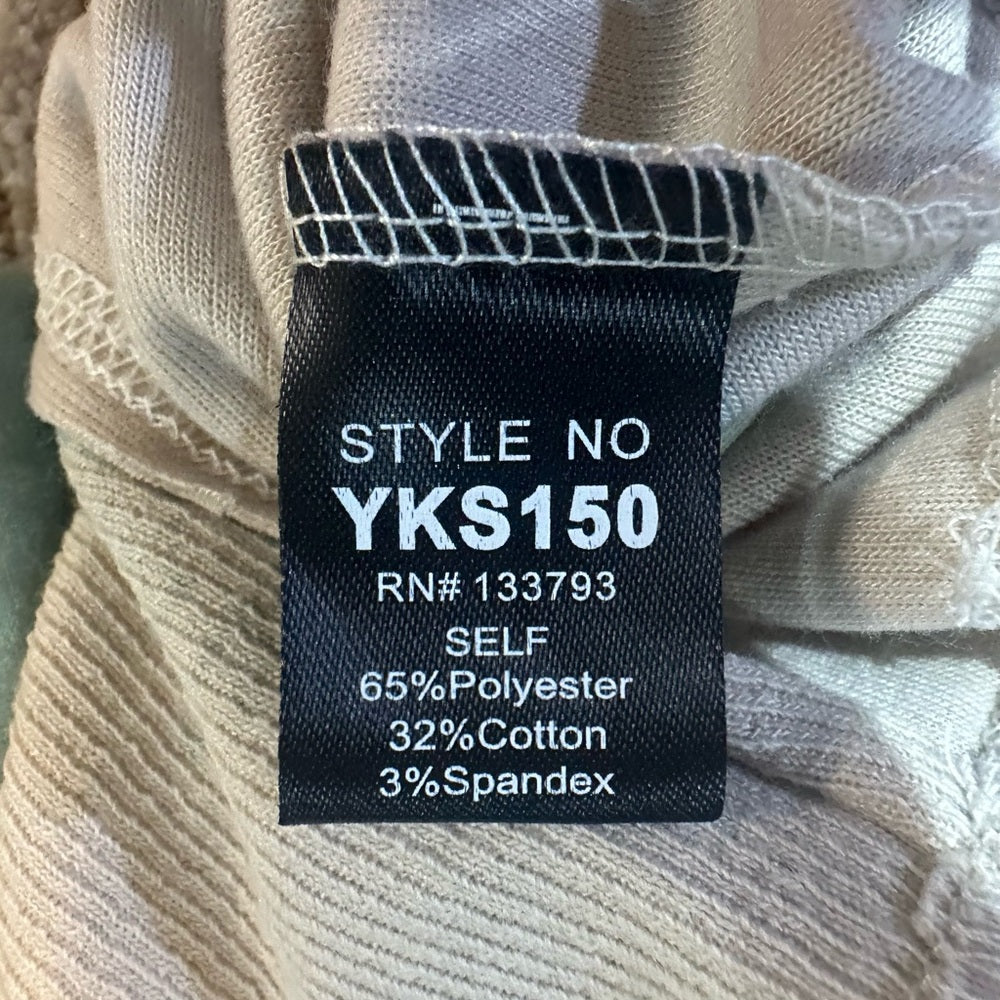 STYLE NO
YKS150
RN# 133793
SELF
65%Polyester
32%Cotton
3%Spandex